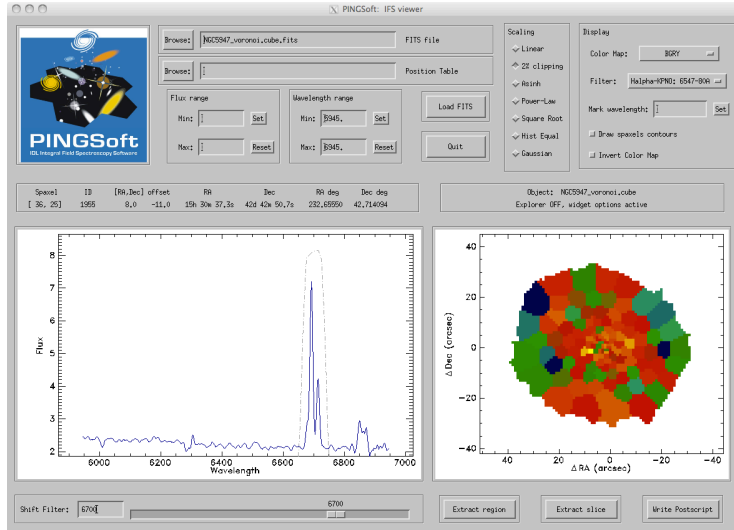 PINGSoft: IFS viewer
PINGSoft
IDL Integral Field Spectroscopy Software
Browse: NGC5947_voronoi.cube.fits FITS file
Browse: Position Table
Flux range
Min: Set
Max: Reset
Wavelength range
Min: 5945. Set
Max: 6945. Reset
Load FITS
Quit
Scaling
Linear
2% clipping
Asinh
Power-Law
Square Root
Hist Equal
Gaussian
Display
Color Map: BGRY
Filter: Halpha-KPNO: 6547-80A
Mark wavelength: Set
Draw spaxels contours
Invert Color Map
Spaxel ID [RA,Dec] offset RA Dec RA deg Dec deg
[ 36, 25] 1955 8.0 -11.0 15h 30m 37.3s 42d 42m 50.7s 232.65550 42.714094
Object: NGC5947_voronoi.cube
Explorer OFF, widget options active
8
7
6
5
4
3
2
Flux
6000 6200 6400 6600 6800 7000
Wavelength
40
20
0
-20
-40
Δ Dec (arcsec)
40 20 0 -20 -40
Δ RA (arcsec)
Shift Filter: 6700
6700
Extract region
Extract slice
Write Postscript